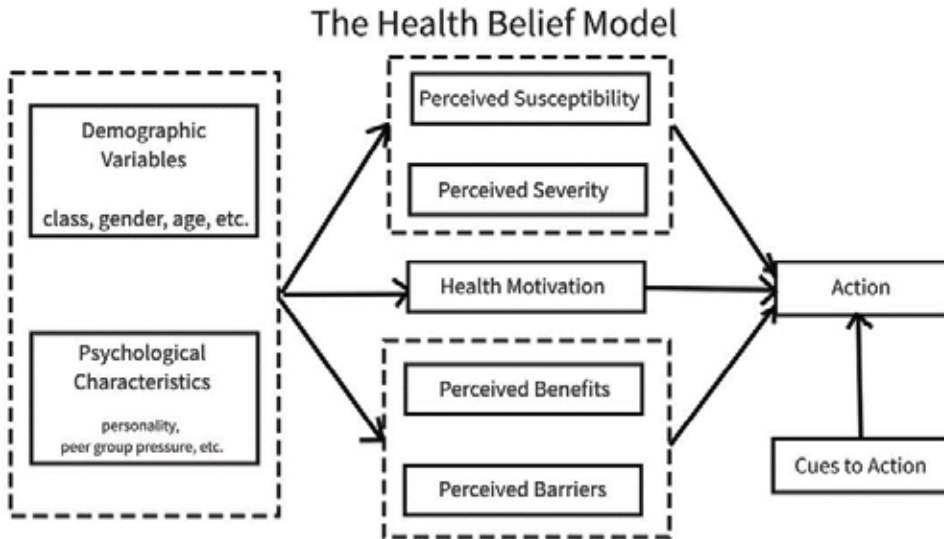 The Health Belief Model
Demographic
Variables
class, gender, age, etc.
Psychological
Characteristics
personality,
peer group pressure, etc.
Perceived Susceptibility
Perceived Severity
Health Motivation
Perceived Benefits
Perceived Barriers
Action
Cues to Action